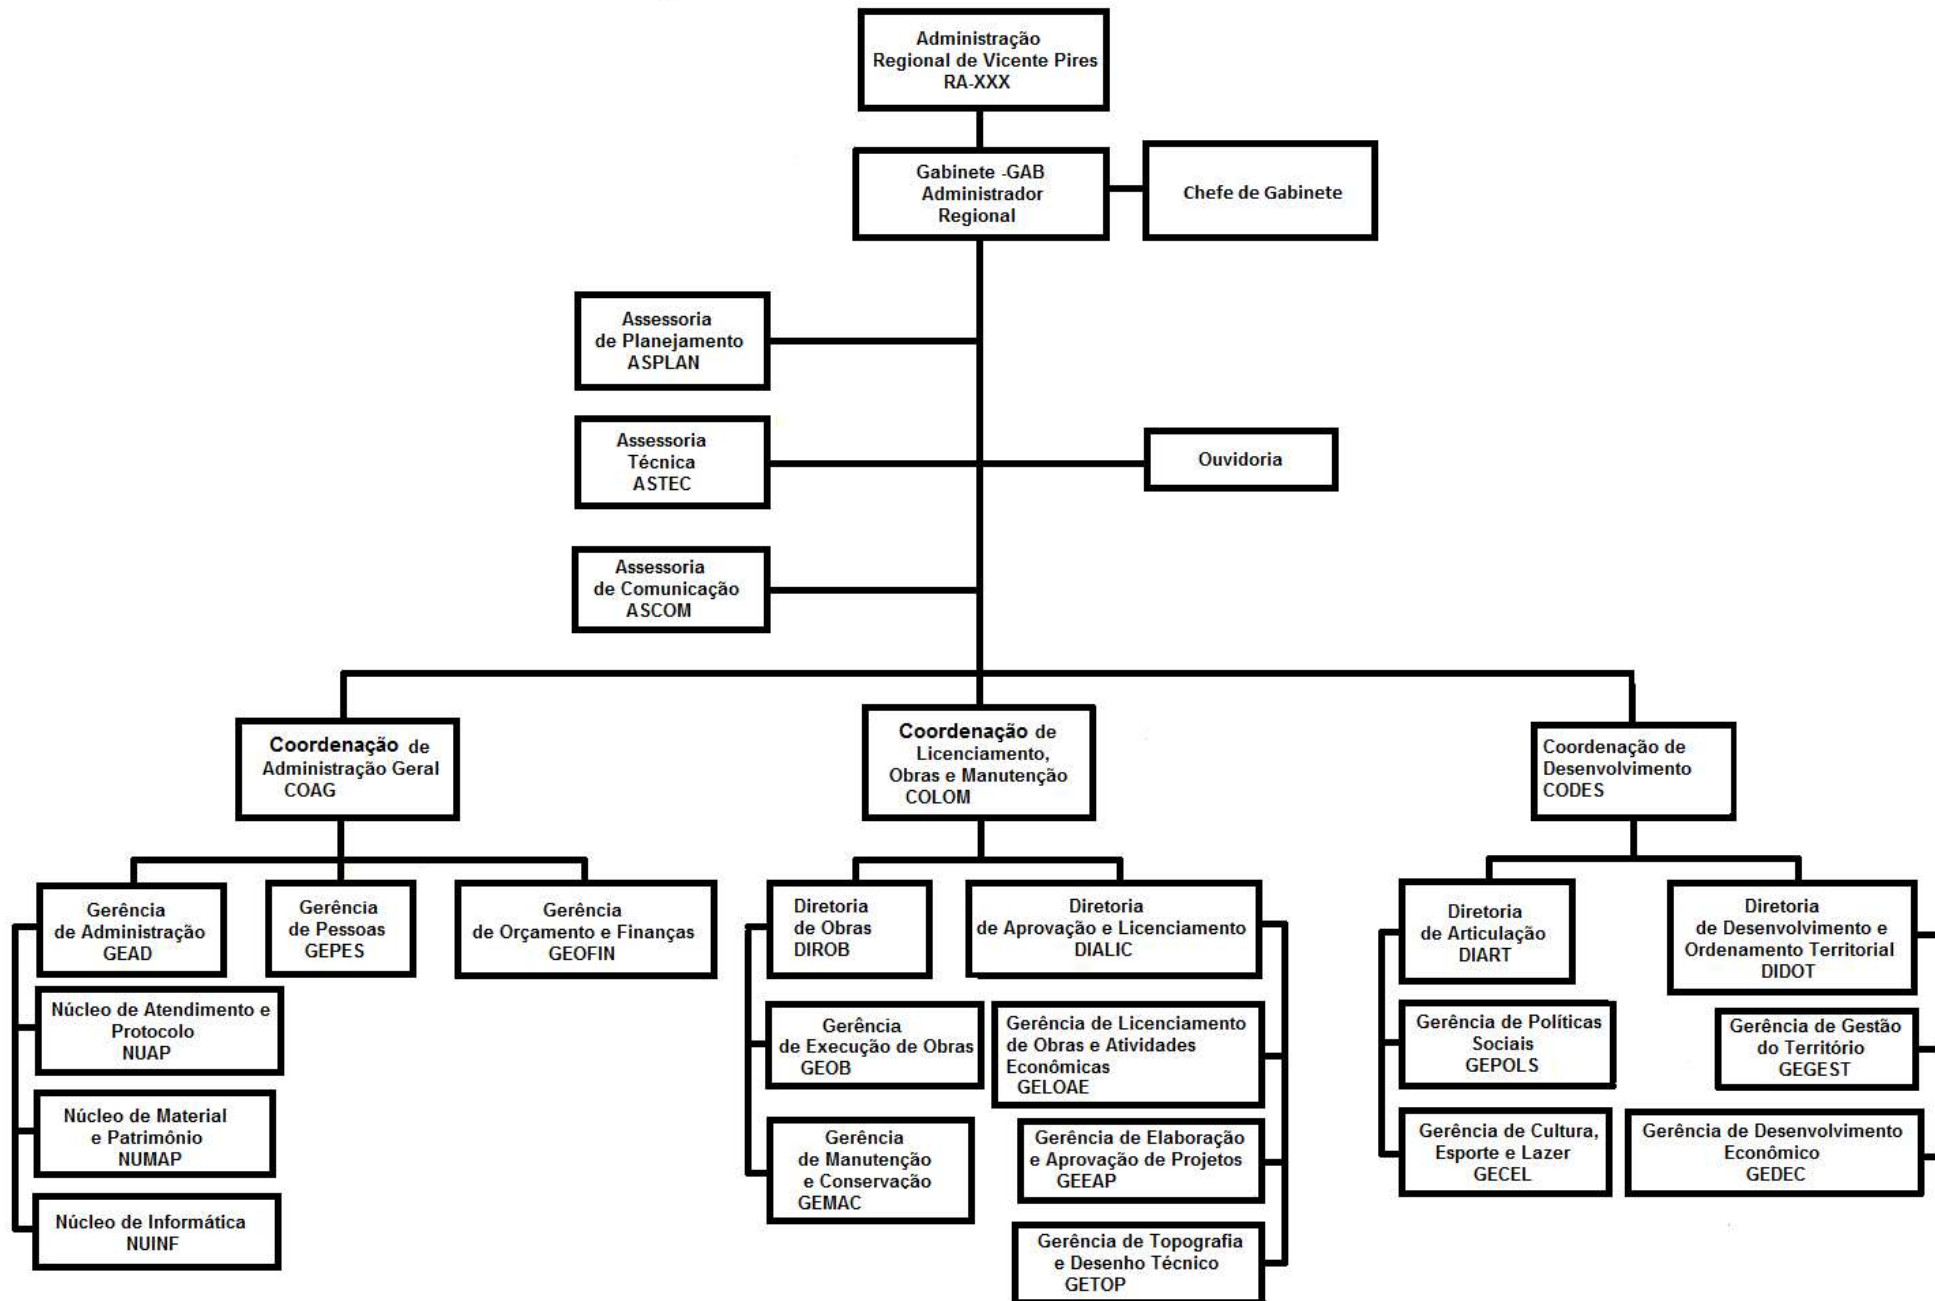 Administração
Regional de Vicente Pires
RA-XXX
Gabinete -GAB
Administrador
Regional
Chefe de Gabinete
Assessoria
de Planejamento
ASPLAN
Assessoria
Técnica
ASTEC
Ouvidoria
Assessoria
de Comunicação
ASCOM
Coordenação de
Administração Geral
COAG
Coordenação de
Licenciamento,
Obras e Manutenção
COLOM
Coordenação de
Desenvolvimento
CODES
Gerência
de Administração
GEAD
Gerência
de Pessoas
GEPES
Gerência
de Orçamento e Finanças
GEOFIN
Diretoria
de Obras
DIROB
Diretoria
de Aprovação e Licenciamento
DIALIC
Diretoria
de Articulação
DIART
Diretoria
de Desenvolvimento e
Ordenamento Territorial
DIDOT
Núcleo de Atendimento e
Protocolo
NUAP
Gerência
de Execução de Obras
GEOB
Gerência de Licenciamento
de Obras e Atividades
Econômicas
GELOAE
Gerência de Políticas
Sociais
GEPOLS
Gerência de Gestão
do Território
GEGEST
Núcleo de Material
e Patrimônio
NUMAP
Gerência
de Manutenção
e Conservação
GEMAC
Gerência de Elaboração
e Aprovação de Projetos
GEEAP
Gerência de Cultura,
Esporte e Lazer
GECEL
Gerência de Desenvolvimento
Econômico
GEDEC
Núcleo de Informática
NUINF
Gerência de Topografia
e Desenho Técnico
GETOP